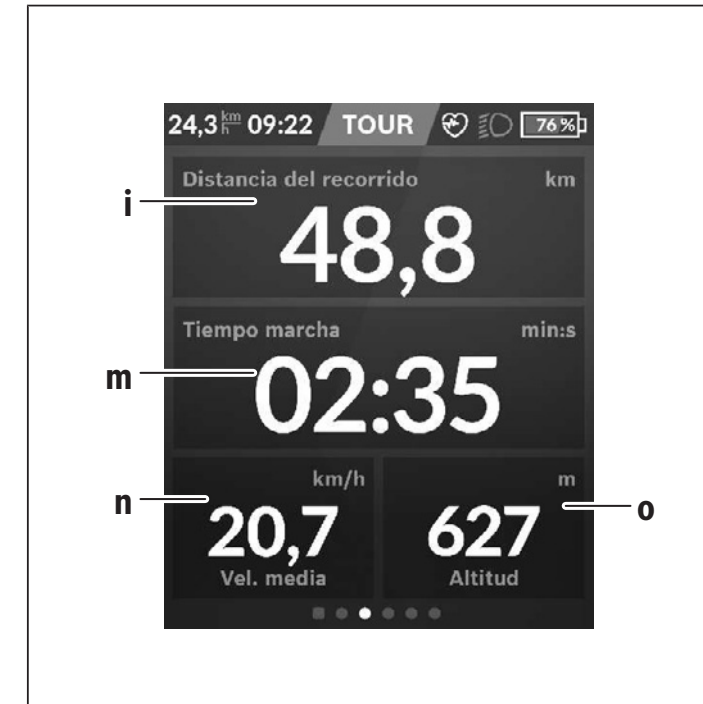 24,3 km/h 09:22 TOUR 76 %
Distancia del recorrido km
i
48,8
Tiempo marcha min:s
m
02:35
km/h m
n
o
20,7 627
Vel. media Altitud